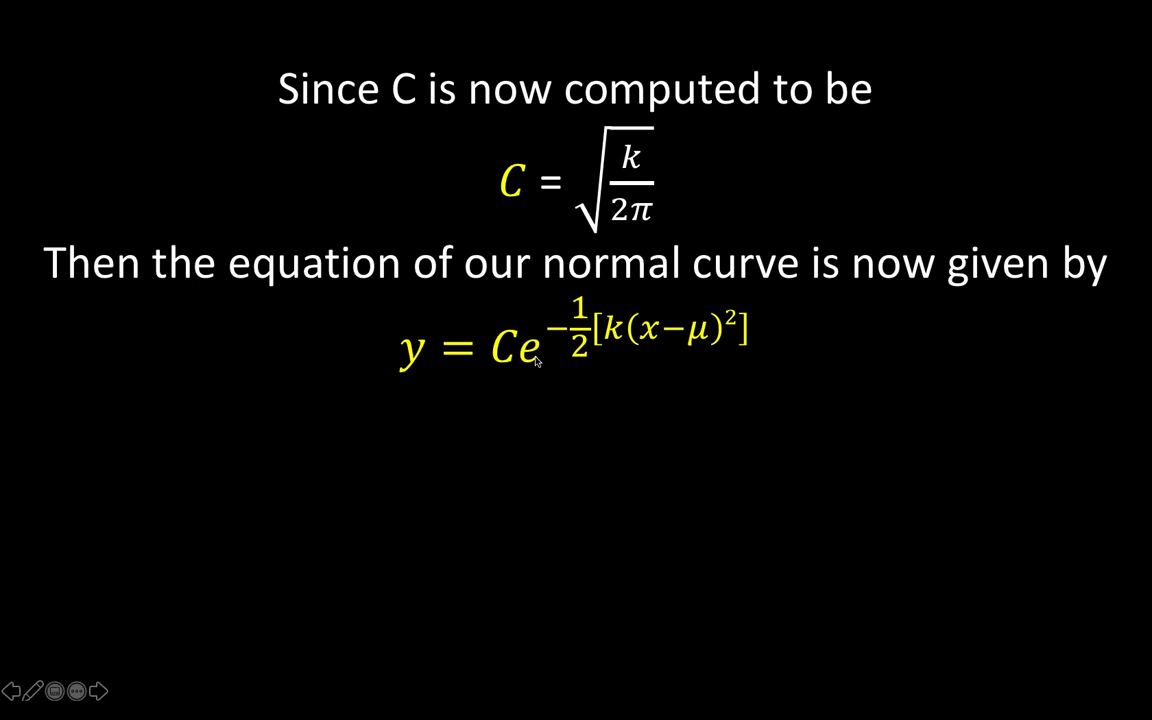 Since C is now computed to be
C = √(k/2π)
Then the equation of our normal curve is now given by
y = Ce^(−1/2[k(x−μ)²])